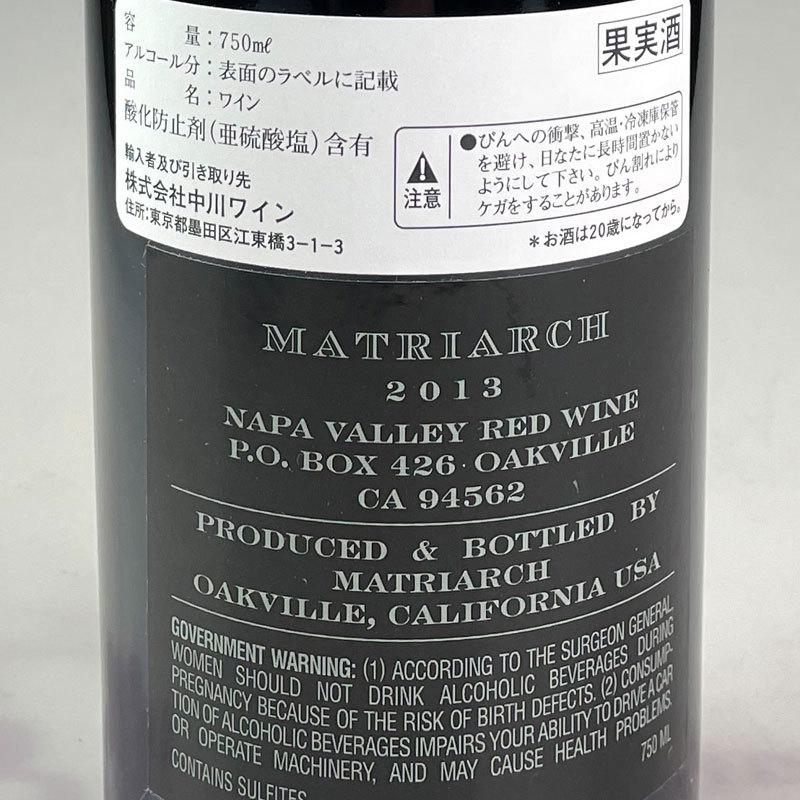 容 量：750mℓ
アルコール分：表面のラベルに記載
品 名：ワイン
酸化防止剤（亜硫酸塩）含有
輸入者及び引き取り先
株式会社中川ワイン
住所：東京都墨田区江東橋3-1-3
果実酒
注意
●びんへの衝撃、高温・冷凍庫保管
を避け、日なたに長時間置かない
ようにして下さい。びん割れにより
ケガをすることがあります。
＊お酒は20歳になってから。
MATRIARCH
2013
NAPA VALLEY RED WINE
P.O. BOX 426 · OAKVILLE
CA 94562
PRODUCED & BOTTLED BY
MATRIARCH
OAKVILLE, CALIFORNIA USA
GOVERNMENT WARNING: (1) ACCORDING TO THE SURGEON GENERAL
WOMEN SHOULD NOT DRINK ALCOHOLIC BEVERAGES DURING
PREGNANCY BECAUSE OF THE RISK OF BIRTH DEFECTS. (2) CONSUMP-
TION OF ALCOHOLIC BEVERAGES IMPAIRS YOUR ABILITY TO DRIVE A CAR
OR OPERATE MACHINERY, AND MAY CAUSE HEALTH PROBLEMS.
750 ML
CONTAINS SULFITES